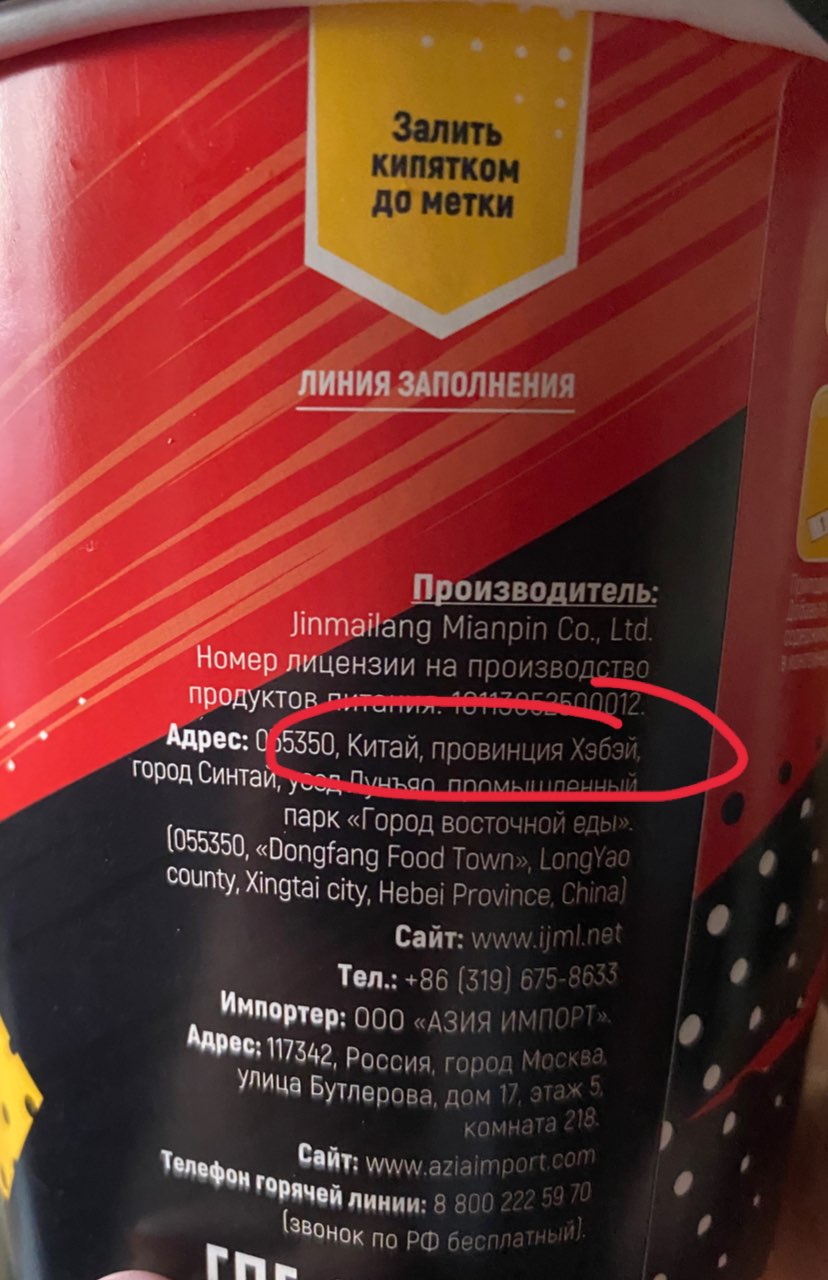 Залить
кипятком
до метки
ЛИНИЯ ЗАПОЛНЕНИЯ
Производитель:
Jinmailang Mianpin Co., Ltd.
Номер лицензии на производство
продуктов питания: 10113052500012.
Адрес: 055350, Китай, провинция Хэбэй,
город Синтай, уезд Луньяо, промышленный
парк «Город восточной еды».
(055350, «Dongfang Food Town», LongYao
county, Xingtai city, Hebei Province, China)
Сайт: www.ijml.net
Тел.: +86 (319) 675-8633
Импортер: ООО «АЗИЯ ИМПОРТ».
Адрес: 117342, Россия, город Москва,
улица Бутлерова, дом 17, этаж 5,
комната 218.
Сайт: www.aziaimport.com
Телефон горячей линии: 8 800 222 59 70
(звонок по РФ бесплатный).